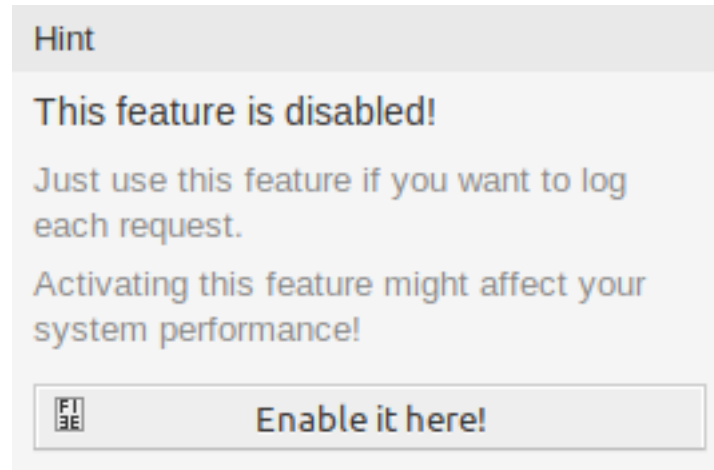 Hint
This feature is disabled!
Just use this feature if you want to log
each request.
Activating this feature might affect your
system performance!
Enable it here!